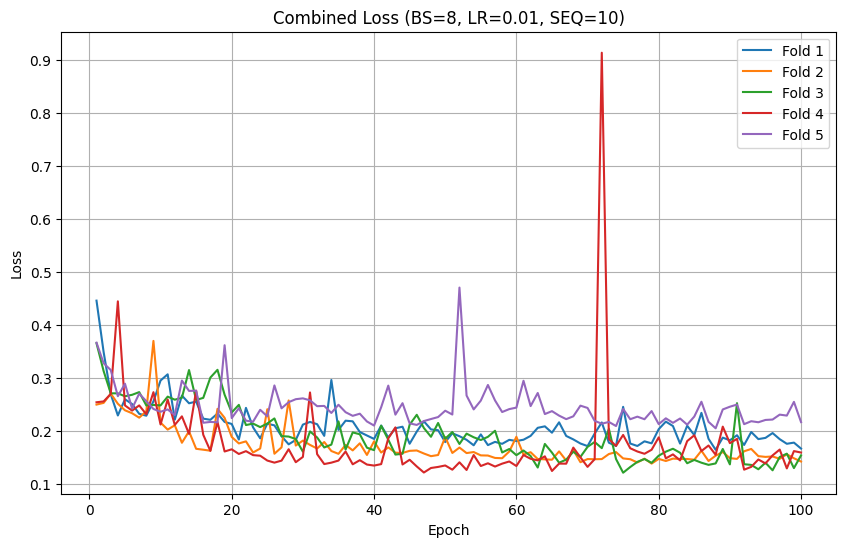 Combined Loss (BS=8, LR=0.01, SEQ=10)
Fold 1
Fold 2
Fold 3
Fold 4
Fold 5
0.9
0.8
0.7
0.6
0.5
0.4
0.3
0.2
0.1
Loss
0
20
40
60
80
100
Epoch